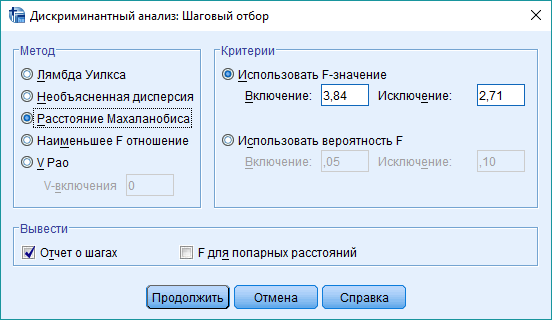 Дискриминантный анализ: Шаговый отбор
Метод
Лямбда Уилкса
Необъясненная дисперсия
Расстояние Махаланобиса
Наименьшее F отношение
V Рао
V-включения 0
Критерии
Использовать F-значение
Включение: 3,84 Исключение: 2,71
Использовать вероятность F
Включение: ,05 Исключение: ,10
Вывести
Отчет о шагах F для попарных расстояний
Продолжить Отмена Справка